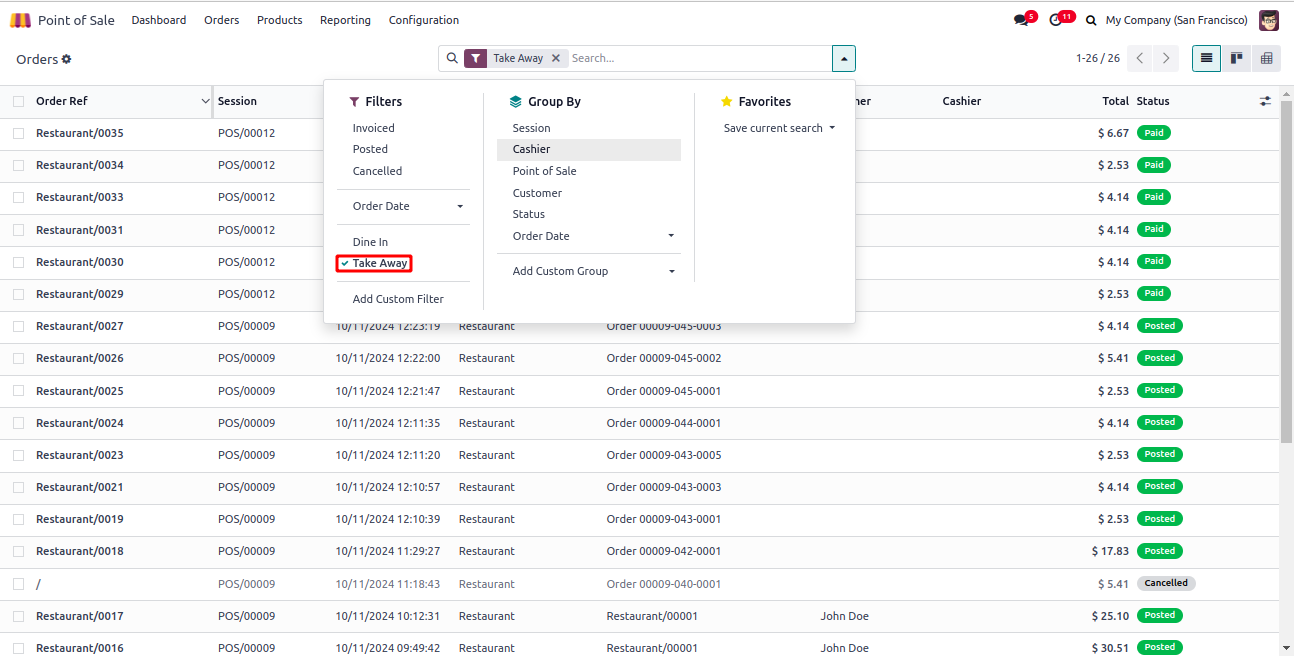 Point of Sale Dashboard Orders Products Reporting Configuration 5 11 My Company (San Francisco)
Orders Take Away Search... 1-26 / 26
Order Ref Session Filters Group By Favorites ner Cashier Total Status
Invoiced Session Save current search
Restaurant/0035 POS/00012 $ 6.67 Paid
Posted Cashier
Restaurant/0034 POS/00012 Cancelled Point of Sale $ 2.53 Paid
Customer
Restaurant/0033 POS/00012 $ 4.14 Paid
Order Date Status
Restaurant/0031 POS/00012 Order Date $ 4.14 Paid
Dine In
Restaurant/0030 POS/00012 Take Away $ 4.14 Paid
Add Custom Group
Restaurant/0029 POS/00012 Add Custom Filter $ 2.53 Paid
Restaurant/0027 POS/00009 10/11/2024 12:23:19 Restaurant Order 00009-045-0003 $ 4.14 Posted
Restaurant/0026 POS/00009 10/11/2024 12:22:00 Restaurant Order 00009-045-0002 $ 5.41 Posted
Restaurant/0025 POS/00009 10/11/2024 12:21:47 Restaurant Order 00009-045-0001 $ 2.53 Posted
Restaurant/0024 POS/00009 10/11/2024 12:11:35 Restaurant Order 00009-044-0001 $ 4.14 Posted
Restaurant/0023 POS/00009 10/11/2024 12:11:20 Restaurant Order 00009-043-0005 $ 2.53 Posted
Restaurant/0021 POS/00009 10/11/2024 12:10:57 Restaurant Order 00009-043-0003 $ 4.14 Posted
Restaurant/0019 POS/00009 10/11/2024 12:10:39 Restaurant Order 00009-043-0001 $ 2.53 Posted
Restaurant/0018 POS/00009 10/11/2024 11:29:27 Restaurant Order 00009-042-0001 $ 17.83 Posted
/ POS/00009 10/11/2024 11:18:43 Restaurant Order 00009-040-0001 $ 5.41 Cancelled
Restaurant/0017 POS/00009 10/11/2024 10:12:31 Restaurant Restaurant/00001 John Doe $ 25.10 Posted
Restaurant/0016 POS/00009 10/11/2024 09:49:42 Restaurant Restaurant/00001 John Doe $ 30.51 Posted